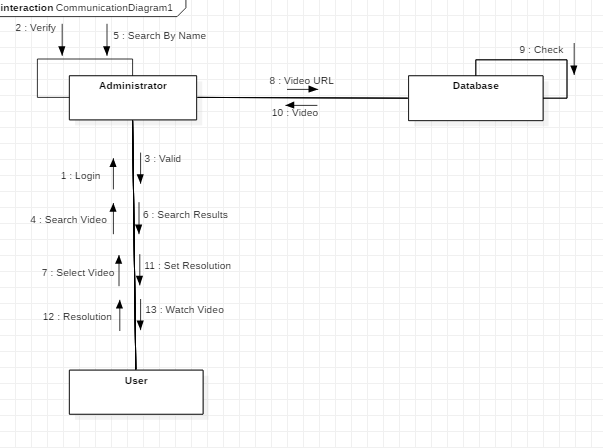 interaction CommunicationDiagram1
2 : Verify
5 : Search By Name
9 : Check
Administrator
8 : Video URL
Database
10 : Video
3 : Valid
1 : Login
6 : Search Results
4 : Search Video
11 : Set Resolution
7 : Select Video
13 : Watch Video
12 : Resolution
User